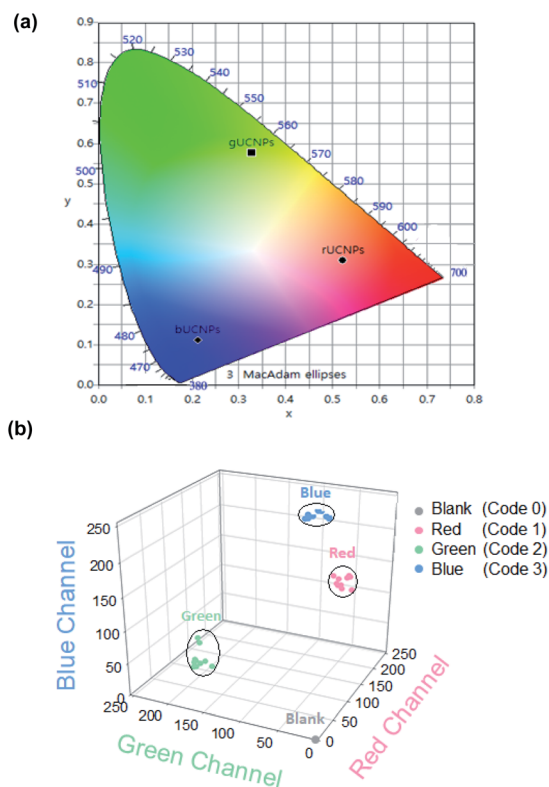 (a)
0.9
0.8
0.7
0.6
0.5
0.4
0.3
0.2
0.1
0.0
y
0.0 0.1 0.2 0.3 0.4 0.5 0.6 0.7 0.8
x
520
530
540
550
560
570
580
590
600
700
510
500
490
480
470
380
gUCNPs
rUCNPs
bUCNPs
3 MacAdam ellipses
(b)
Blue
Red
Green
Blank
Blank (Code 0)
Red (Code 1)
Green (Code 2)
Blue (Code 3)
Blue Channel
250
200
150
100
50
0
Green Channel
250 200 150 100 50 0
Red Channel
250
200
150
100
50
0